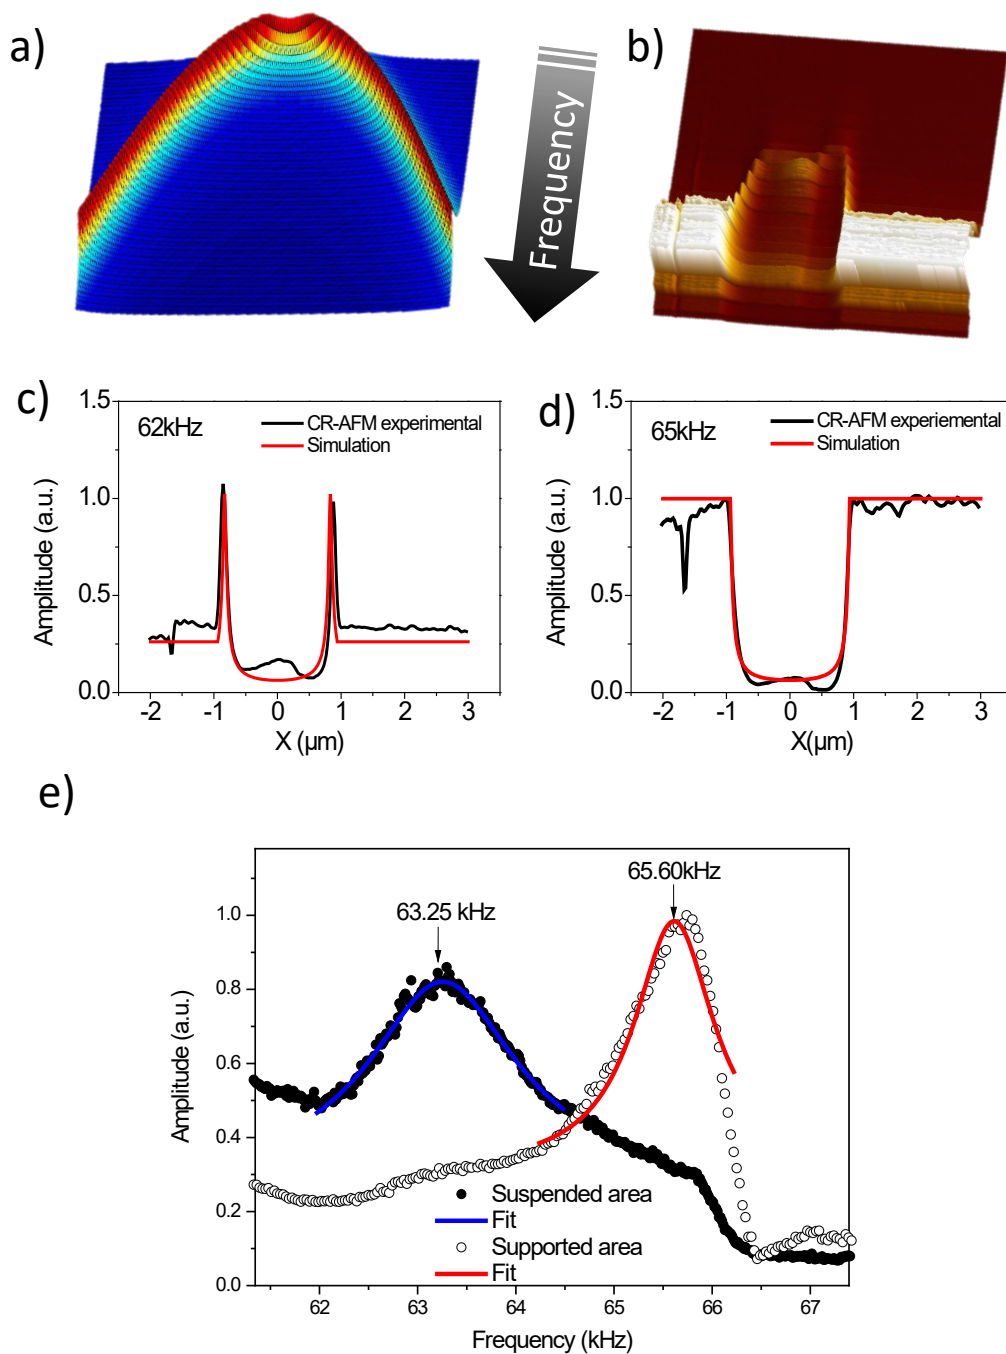 a)
Frequency
b)
c)
1.5
1.0
0.5
0.0
Amplitude (a.u.)
62kHz
CR-AFM experimental
Simulation
-2 -1 0 1 2 3
X (μm)
d)
1.5
1.0
0.5
0.0
Amplitude (a.u.)
65kHz
CR-AFM experiemental
Simulation
-2 -1 0 1 2 3
X(μm)
e)
65.60kHz
63.25 kHz
1.0
0.8
0.6
0.4
0.2
0.0
Amplitude (a.u.)
Suspended area
Fit
Supported area
Fit
62 63 64 65 66 67
Frequency (kHz)